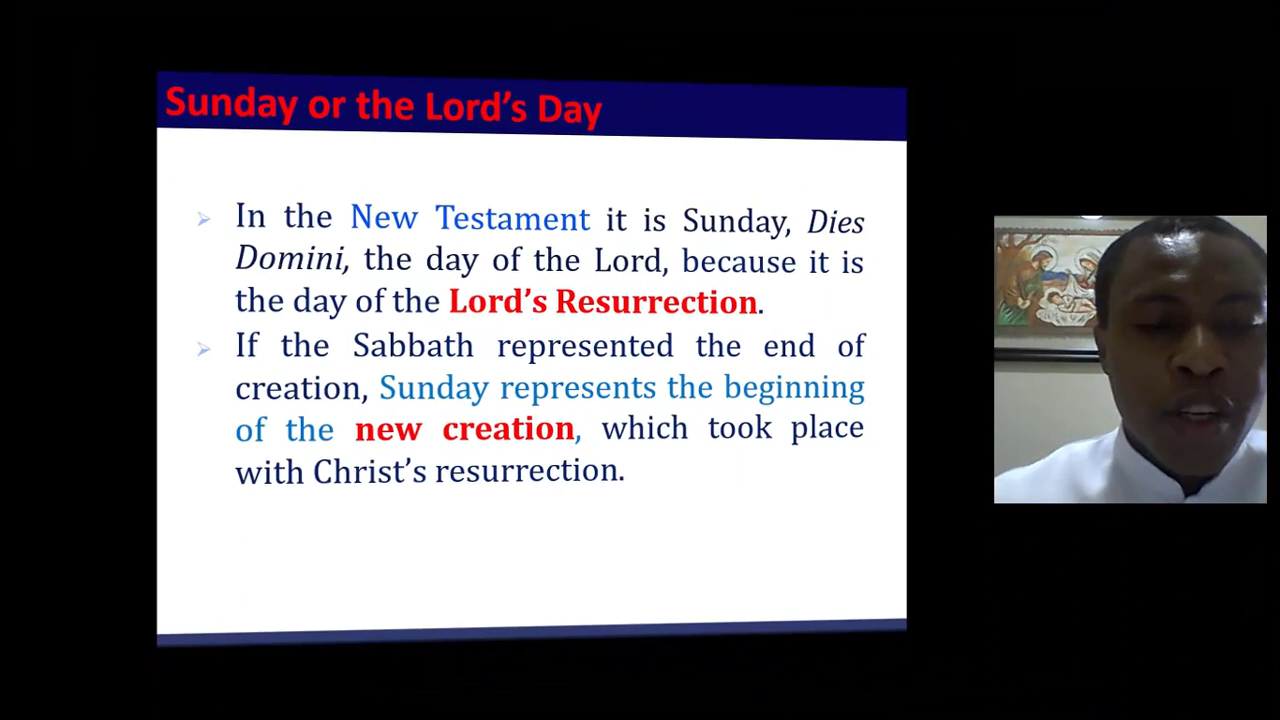 Sunday or the Lord’s Day
In the New Testament it is Sunday, Dies
Domini, the day of the Lord, because it is
the day of the Lord’s Resurrection.
If the Sabbath represented the end of
creation, Sunday represents the beginning
of the new creation, which took place
with Christ’s resurrection.